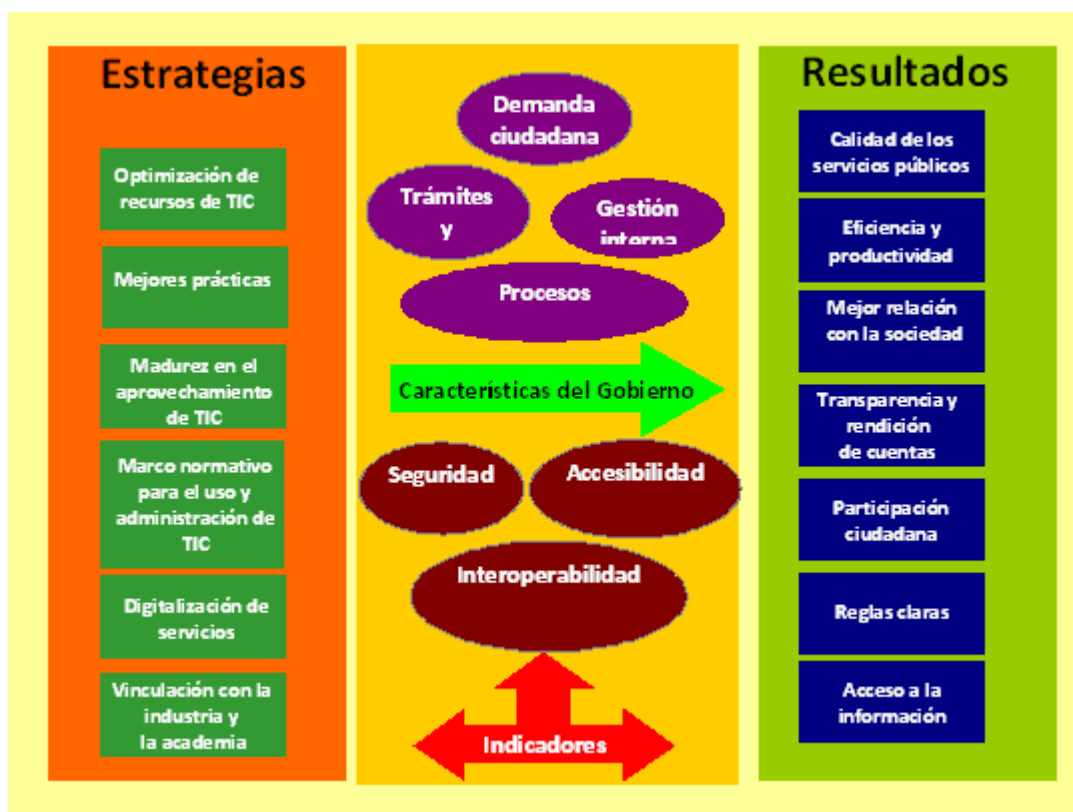 Estrategias
Optimización de
recursos de TIC
Mejores prácticas
Madurez en el
aprovechamiento
de TIC
Marco normativo
para el uso y
administración de
TIC
Digitalización de
servicios
Vinculación con la
industria y
la academia
Demanda
ciudadana
Trámites
y
Gestión
interna
Procesos
Características del Gobierno
Seguridad
Accesibilidad
Interoperabilidad
Indicadores
Resultados
Calidad de los
servicios públicos
Eficiencia y
productividad
Mejor relación
con la sociedad
Transparencia y
rendición
de cuentas
Participación
ciudadana
Reglas claras
Acceso a la
información